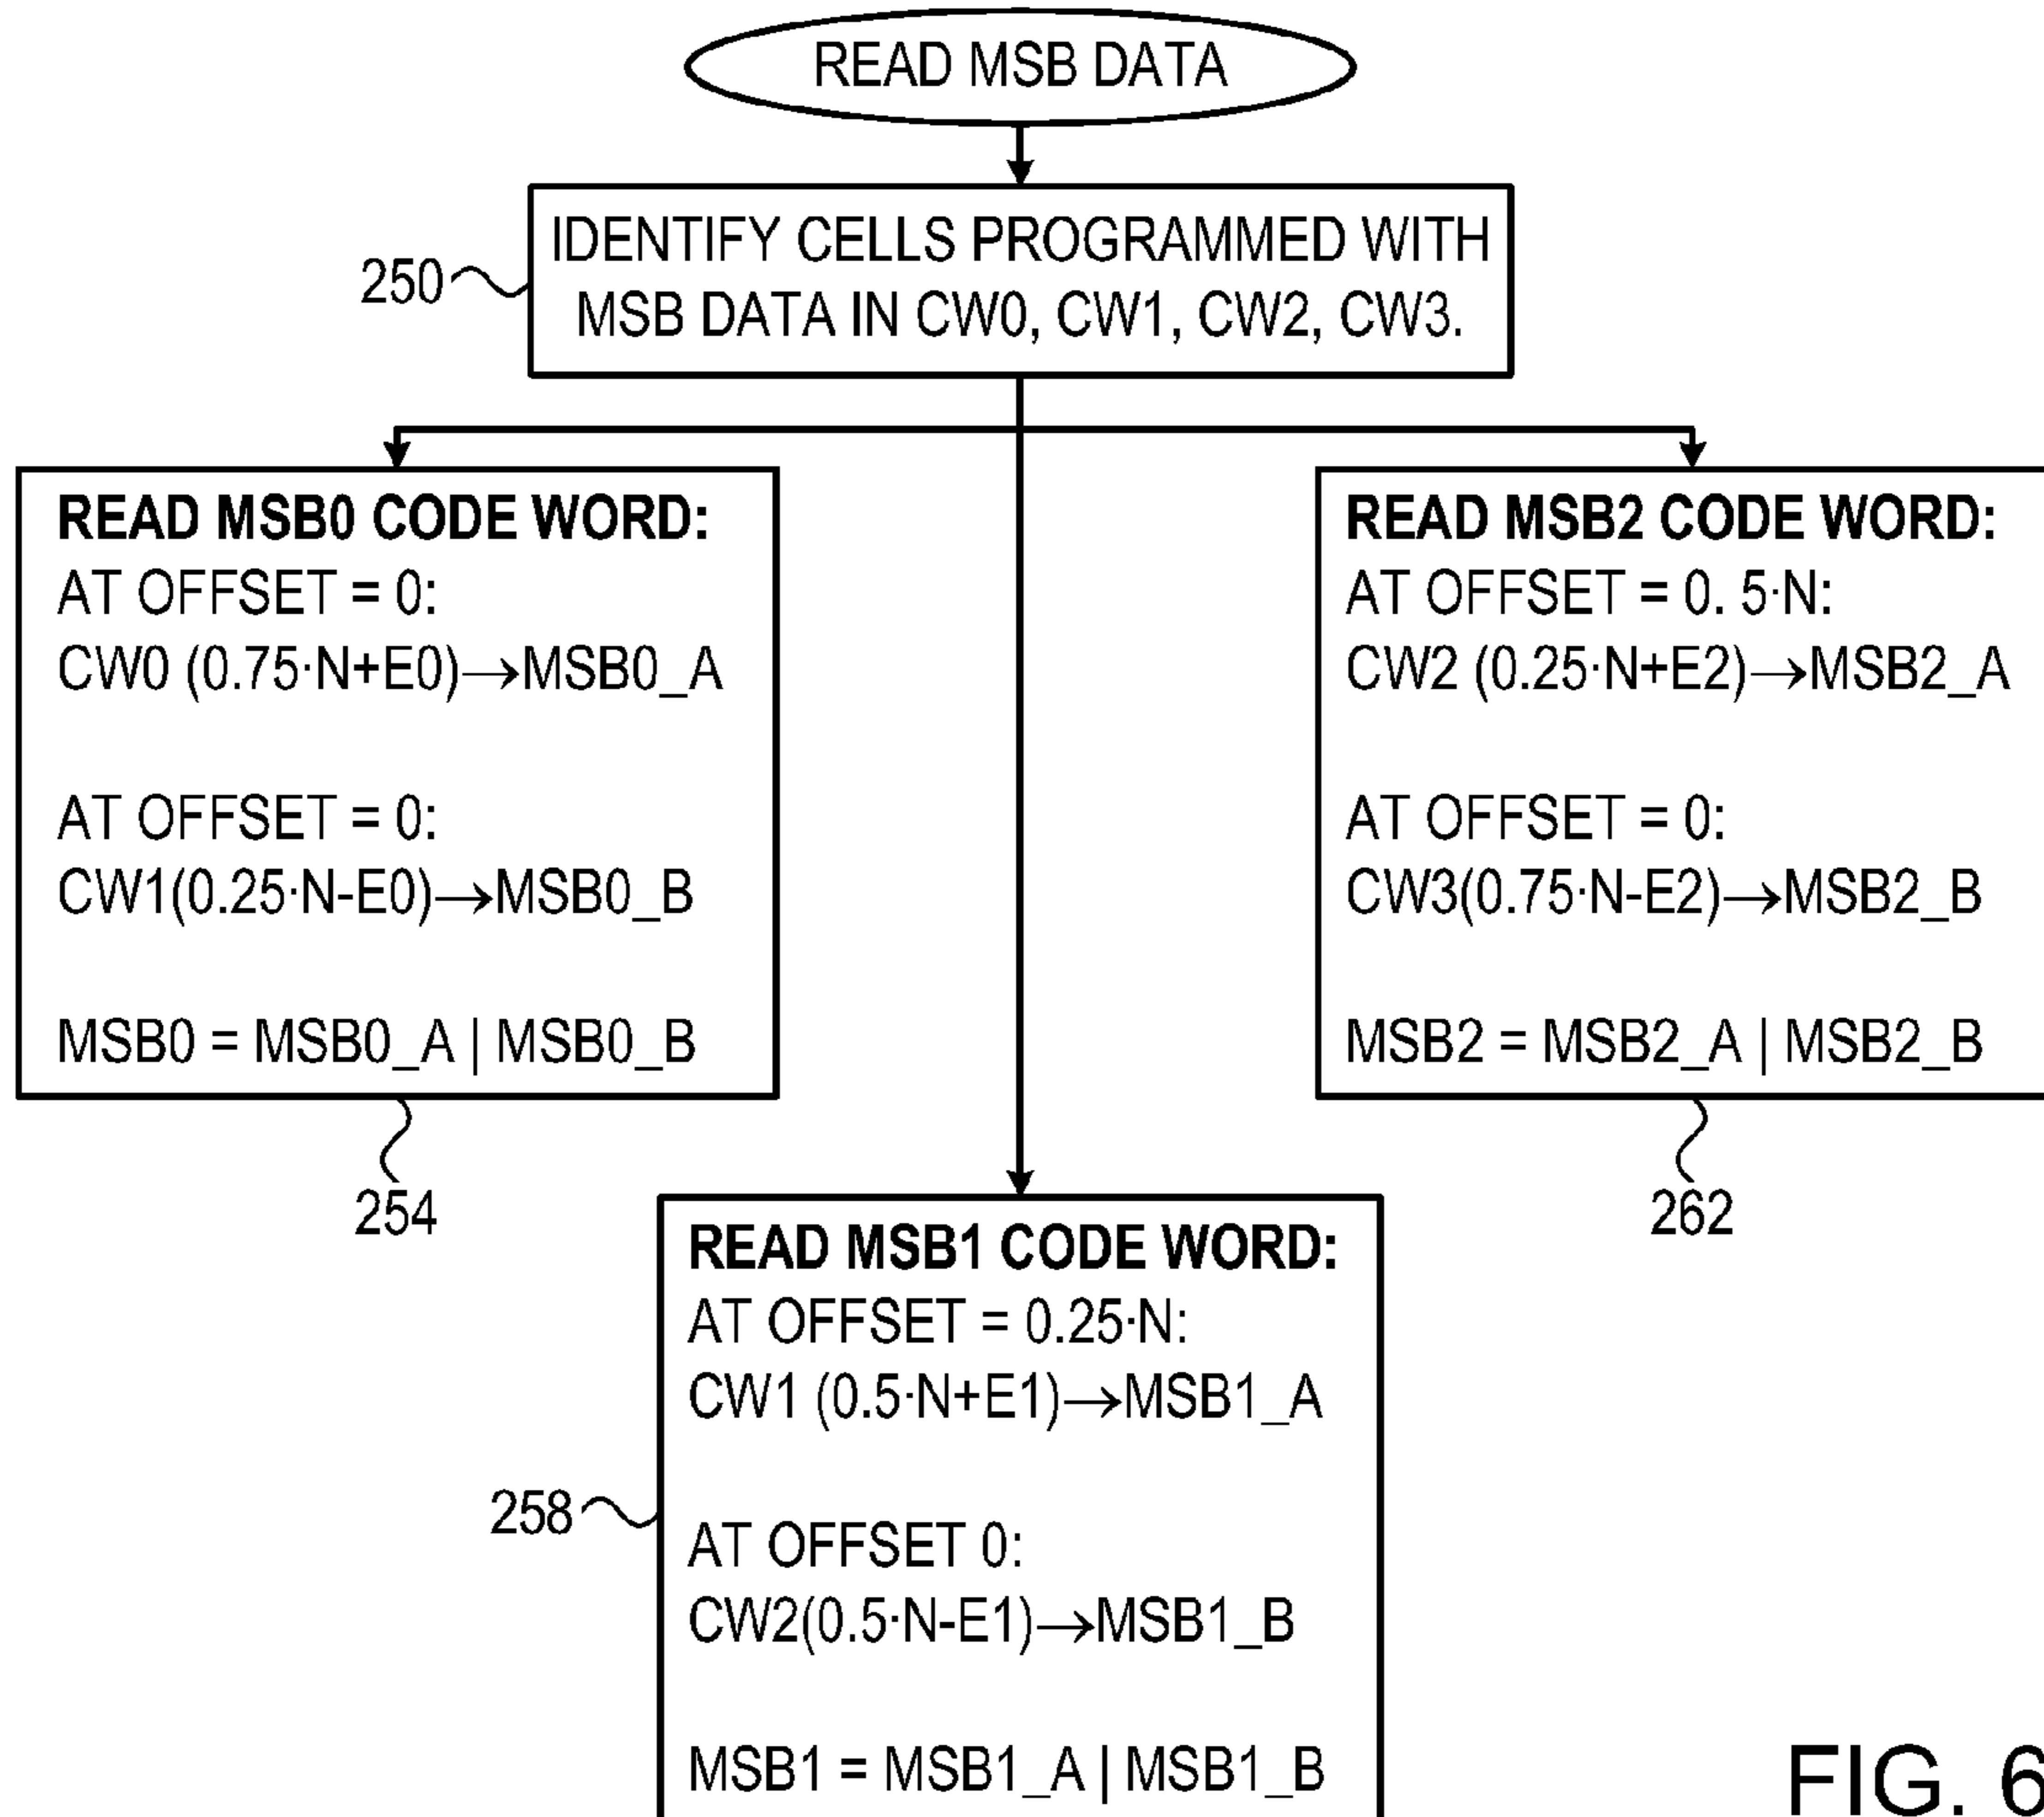 READ MSB DATA
250
IDENTIFY CELLS PROGRAMMED WITH
MSB DATA IN CW0, CW1, CW2, CW3.
READ MSB0 CODE WORD:
AT OFFSET = 0:
CW0 (0.75·N+E0)→MSB0_A
AT OFFSET = 0:
CW1(0.25·N-E0)→MSB0_B
MSB0 = MSB0_A | MSB0_B
254
READ MSB2 CODE WORD:
AT OFFSET = 0. 5·N:
CW2 (0.25·N+E2)→MSB2_A
AT OFFSET = 0:
CW3(0.75·N-E2)→MSB2_B
MSB2 = MSB2_A | MSB2_B
262
READ MSB1 CODE WORD:
AT OFFSET = 0.25·N:
CW1 (0.5·N+E1)→MSB1_A
258
AT OFFSET 0:
CW2(0.5·N-E1)→MSB1_B
MSB1 = MSB1_A | MSB1_B
FIG. 6